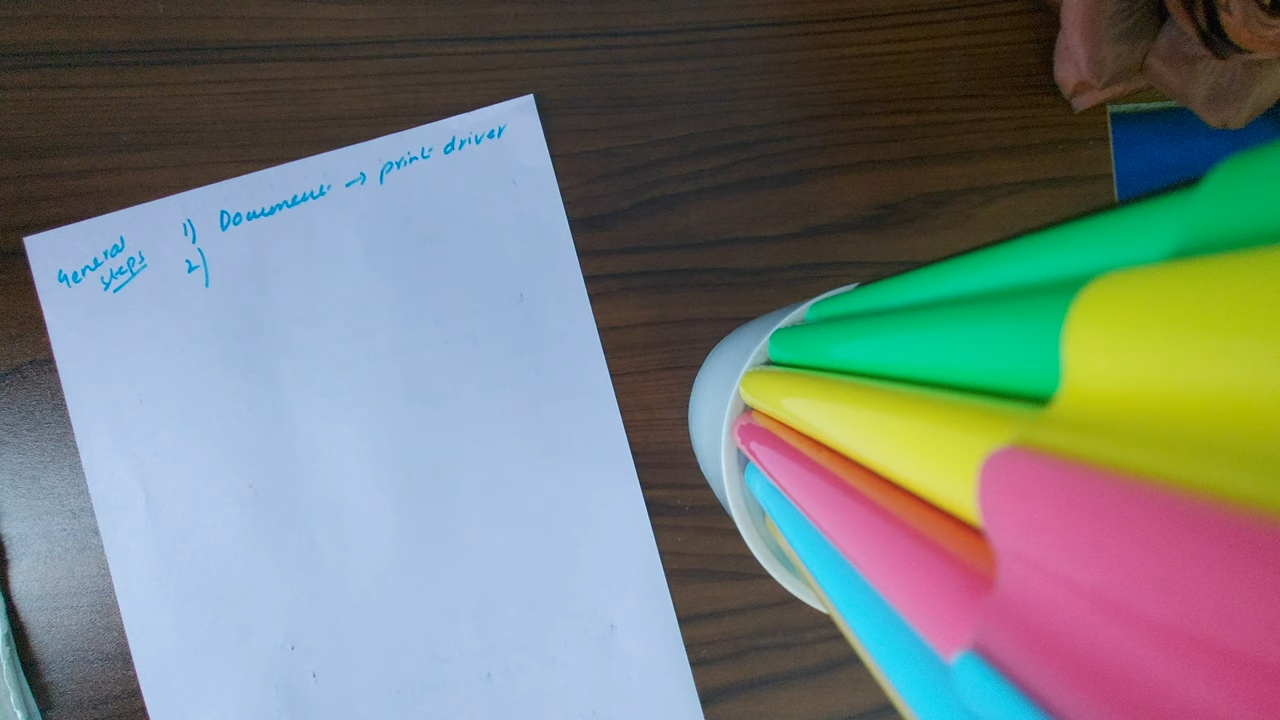 General steps
1) Document → print driver
2)